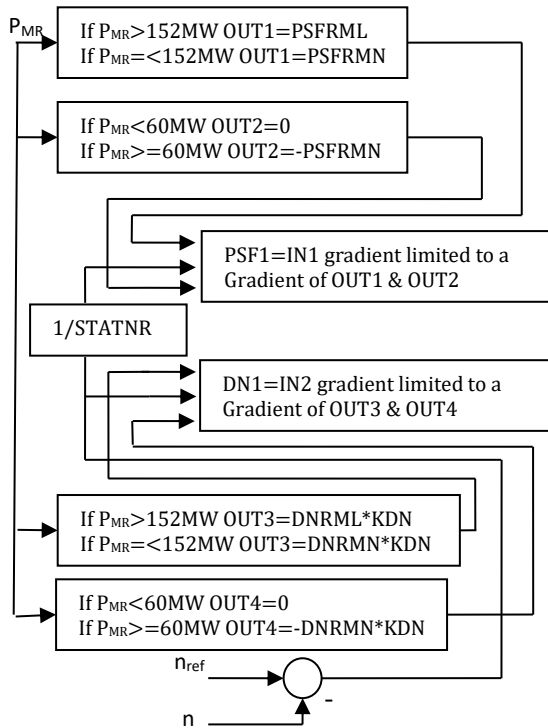 P_MR
If P_MR>152MW OUT1=PSFRML
If P_MR=<152MW OUT1=PSFRMN
If P_MR<60MW OUT2=0
If P_MR>=60MW OUT2=-PSFRMN
PSF1=IN1 gradient limited to a
Gradient of OUT1 & OUT2
1/STATNR
DN1=IN2 gradient limited to a
Gradient of OUT3 & OUT4
If P_MR>152MW OUT3=DNRML*KDN
If P_MR=<152MW OUT3=DNRMN*KDN
If P_MR<60MW OUT4=0
If P_MR>=60MW OUT4=-DNRMN*KDN
n_ref
-
n